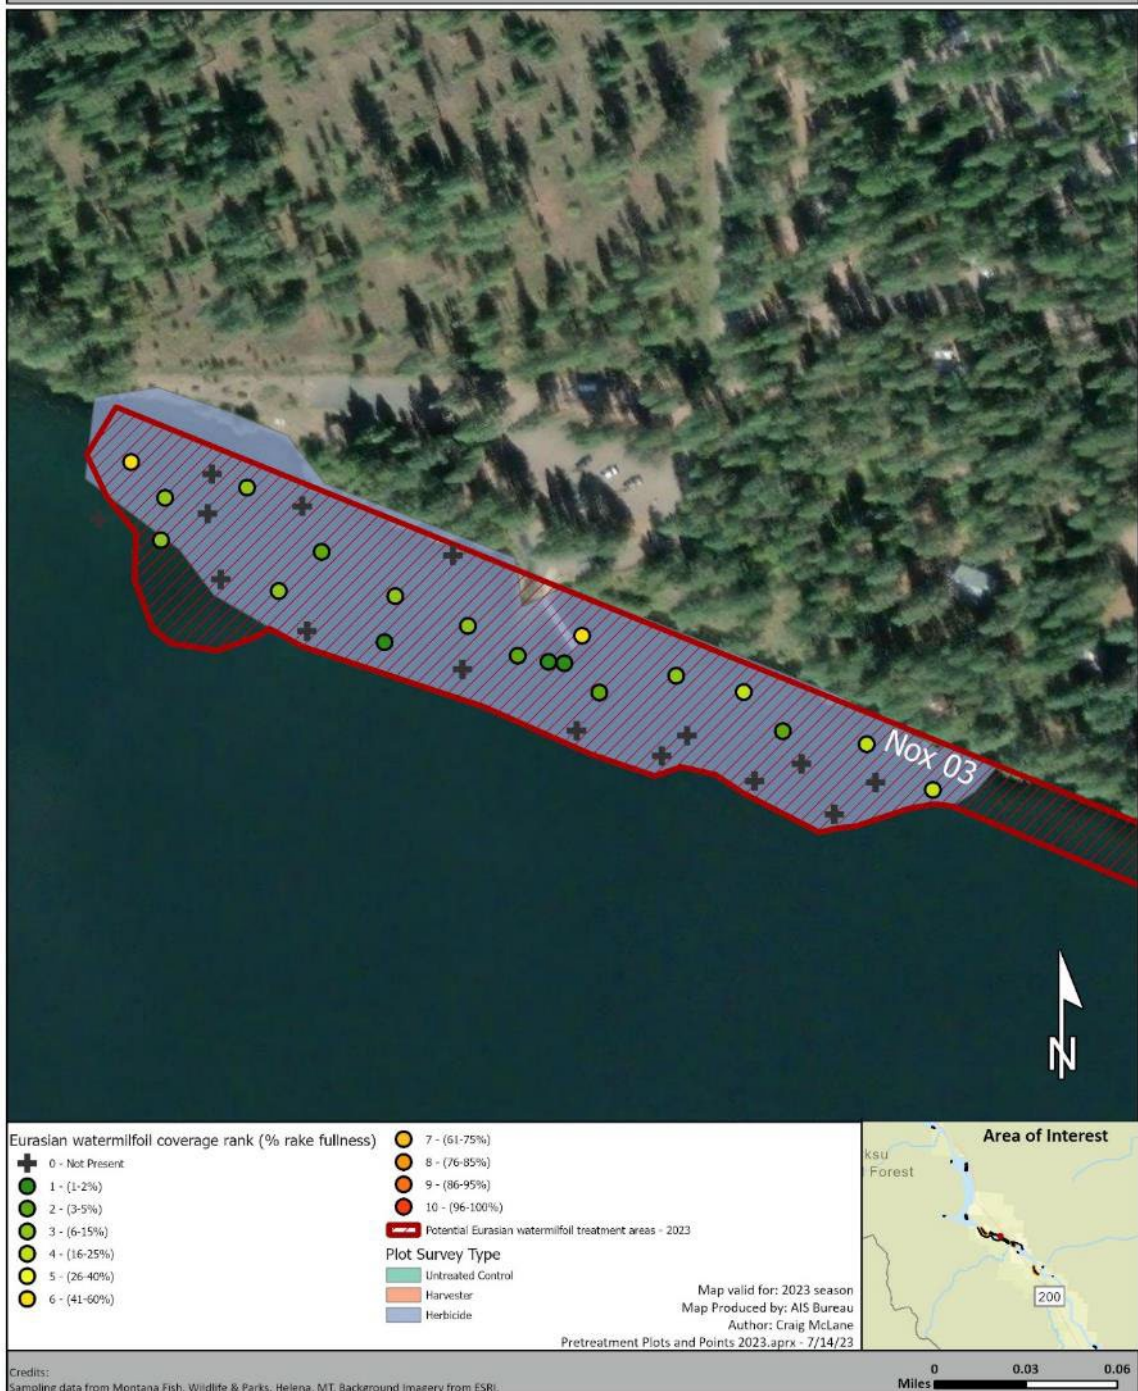 Nox 03
N
Eurasian watermilfoil coverage rank (% rake fullness)
0 - Not Present
1 - (1-2%)
2 - (3-5%)
3 - (6-15%)
4 - (16-25%)
5 - (26-40%)
6 - (41-60%)
7 - (61-75%)
8 - (76-85%)
9 - (86-95%)
10 - (96-100%)
Potential Eurasian watermilfoil treatment areas - 2023
Plot Survey Type
Untreated Control
Harvester
Herbicide
Map valid for: 2023 season
Map Produced by: AIS Bureau
Author: Craig McLane
Pretreatment Plots and Points 2023.aprx - 7/14/23
Area of Interest
ksu
Forest
200
Credits:
Sampling data from Montana Fish, Wildlife & Parks, Helena, MT. Background Imagery from ESRI.
0 0.03 0.06
Miles